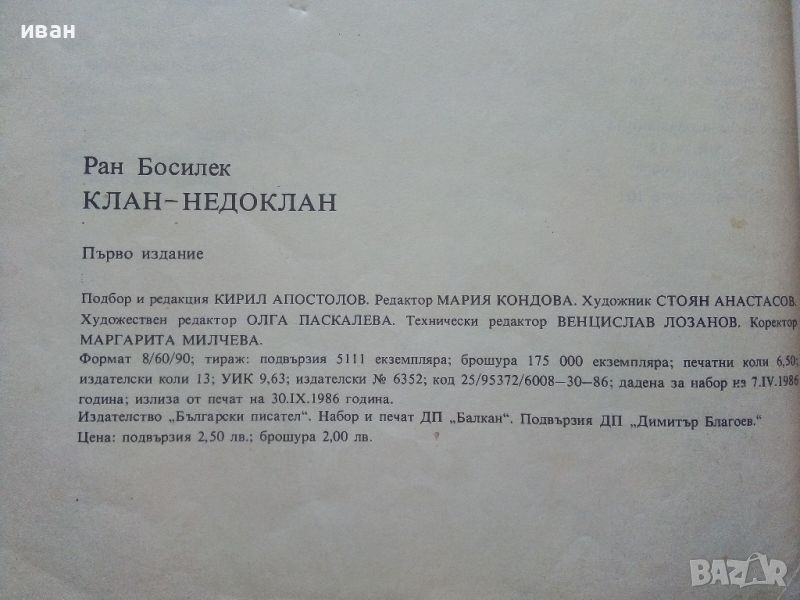 иван
Ран Босилек
КЛАН-НЕДОКЛАН
Първо издание
Подбор и редакция КИРИЛ АПОСТОЛОВ. Редактор МАРИЯ КОНДОВА. Художник СТОЯН АНАСТАСОВ.
Художествен редактор ОЛГА ПАСКАЛЕВА. Технически редактор ВЕНЦИСЛАВ ЛОЗАНОВ. Коректор
МАРГАРИТА МИЛЧЕВА.
Формат 8/60/90; тираж: подвързия 5111 екземпляра; брошура 175 000 екземпляра; печатни коли 6,50;
издателски коли 13; УИК 9,63; издателски № 6352; код 25/95372/6008—30—86; дадена за набор на 7.IV.1986
година; излиза от печат на 30.IX.1986 година.
Издателство „Български писател“. Набор и печат ДП „Балкан“. Подвързия ДП „Димитър Благоев.“
Цена: подвързия 2,50 лв.; брошура 2,00 лв.
BAZAR